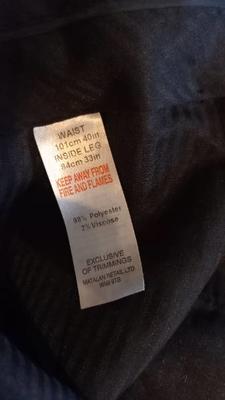 WAIST
101cm 40in
INSIDE LEG
84cm 33in
KEEP AWAY FROM
FIRE AND FLAMES
98% Polyester
2% Viscose
EXCLUSIVE
OF TRIMMINGS
MATALAN RETAIL LTD